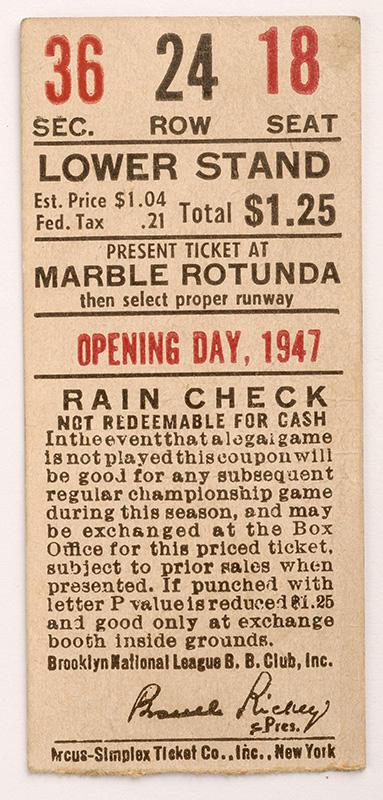 36 24 18
SEC. ROW SEAT
LOWER STAND
Est. Price $1.04
Fed. Tax .21 Total $1.25
PRESENT TICKET AT
MARBLE ROTUNDA
then select proper runway
OPENING DAY, 1947
RAIN CHECK
NOT REDEEMABLE FOR CASH
In the event that a legal game
is not played this coupon will
be good for any subsequent
regular championship game
during this season, and may
be exchanged at the Box
Office for this priced ticket,
subject to prior sales when
presented. If punched with
letter P value is reduced $1.25
and good only at exchange
booth inside grounds.
Brooklyn National League B. B. Club, Inc.
Branch Rickey
Pres.
Arcus-Simplex Ticket Co., Inc., New York